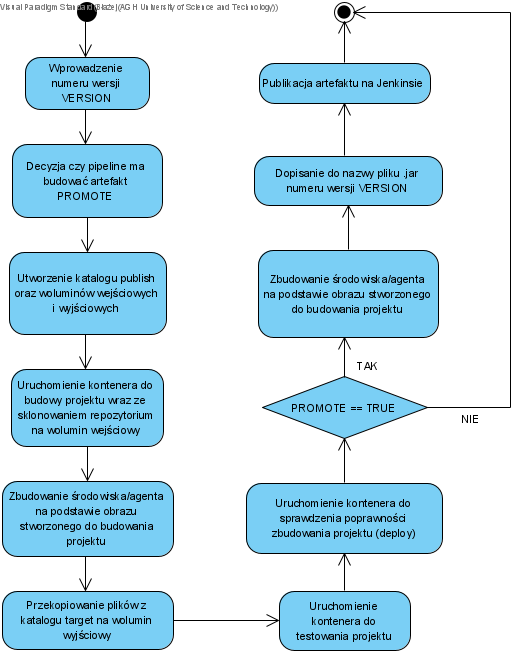 Visual Paradigm Standard(Błażej(AGH University of Science and Technology))
Wprowadzenie
numeru wersji
VERSION
Decyzja czy pipeline ma
budować artefakt
PROMOTE
Utworzenie katalogu publish
oraz woluminów wejściowych
i wyjściowych
Uruchomienie kontenera do
budowy projektu wraz ze
sklonowaniem repozytorium
na wolumin wejściowy
Zbudowanie środowiska/agenta
na podstawie obrazu
stworzonego do budowania
projektu
Przekopiowanie plików z
katalogu target na wolumin
wyjściowy
Uruchomienie
kontenera do
testowania projektu
Uruchomienie kontenera do
sprawdzenia poprawności
zbudowania projektu (deploy)
PROMOTE == TRUE
TAK
NIE
Zbudowanie środowiska/agenta
na podstawie obrazu stworzonego
do budowania projektu
Dopisanie do nazwy pliku .jar
numeru wersji VERSION
Publikacja artefaktu na Jenkinsie